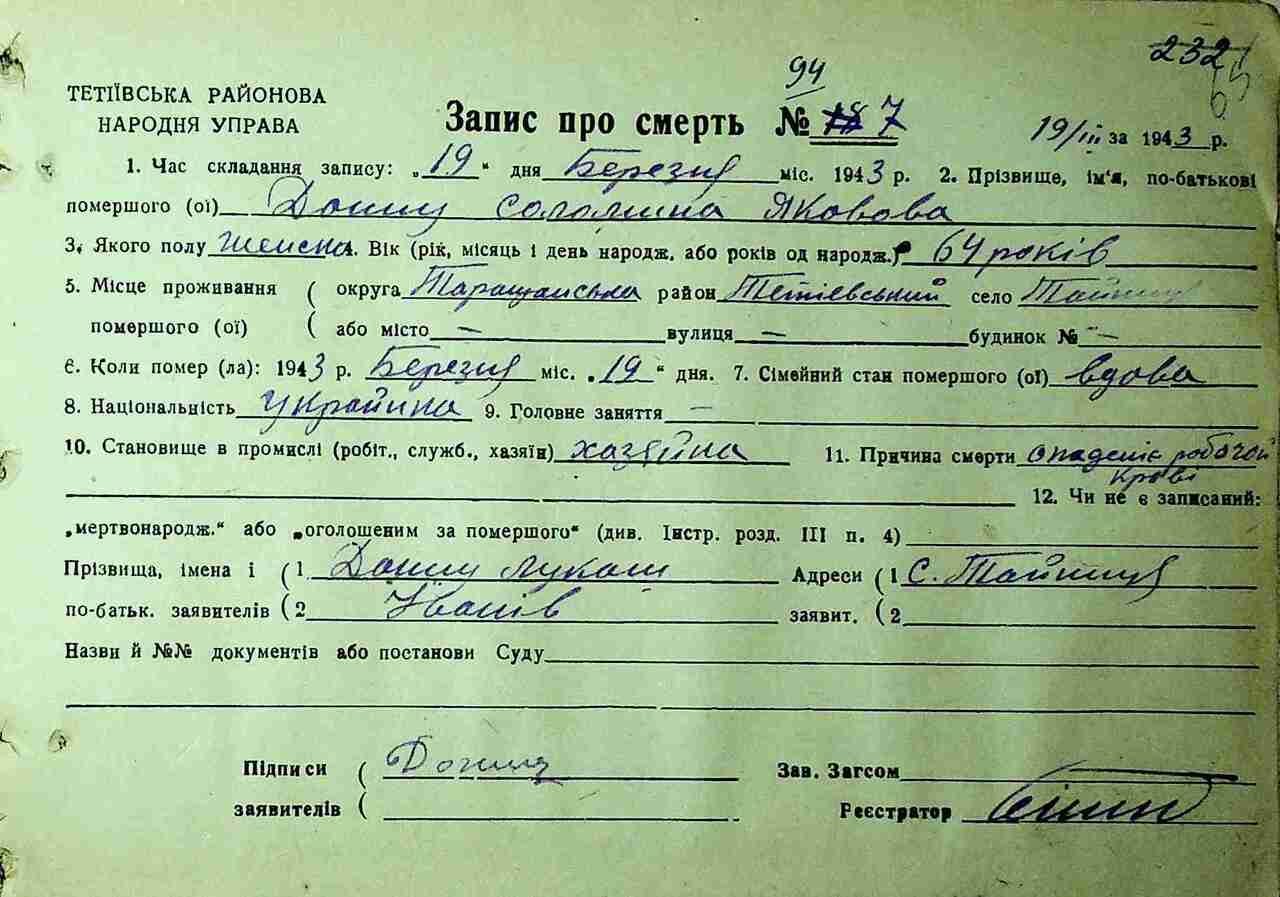 232
94
ТЕТІЇВСЬКА РАЙОНОВА
НАРОДНЯ УПРАВА
Запис про смерть № 7
19/III за 1943 р.
1. Час складання запису: „19“ дня Березня міс. 1943 р. 2. Прізвище, ім'я, по-батькові
помершого (ої) Соломина Яковова
3. Якого полу женска. Вік (рік, місяць і день народж. або років од народж.) 64 років
5. Місце проживання ( округа Таращанська район Тетіевський село
помершого (ої) ( або місто — вулиця — будинок № —
6. Коли помер (ла): 1943 р. Березня міс. „19“ дня. 7. Сімейний стан помершого (ої) вдова
8. Національність Украйинка 9. Головне заняття —
10. Становище в промислі (робіт., служб., хазяїн) хазяйка 11. Причина смерти
крові
12. Чи не є записаний:
„мертвонародж.“ або „оголошеним за помершого“ (див. Інстр. розд. III п. 4)
Прізвища, імена і (1 Лукаш Адреси (1 С.
по-батьк. заявителів (2 заявит. (2
Назви й №№ документів або постанови Суду
Підписи ( Зав. Загсом
заявителів ( Реєстратор